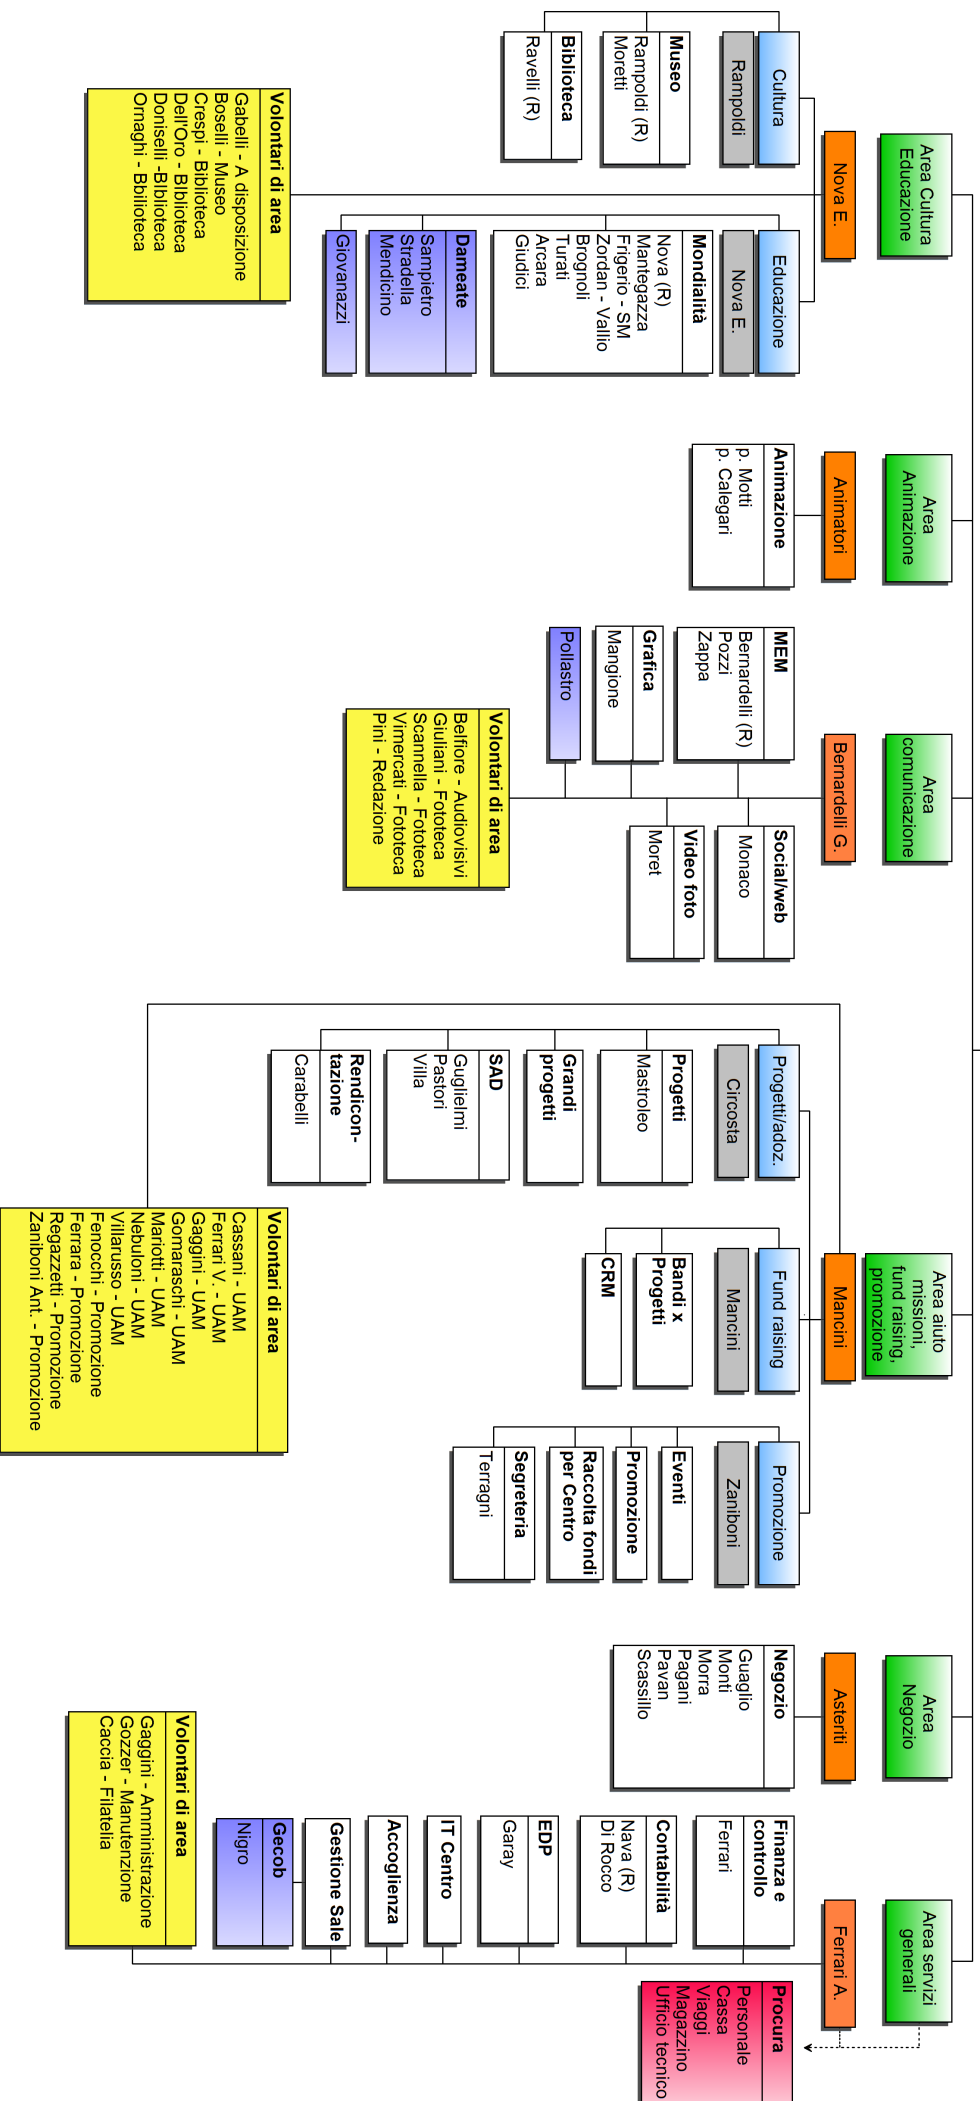 Area Cultura
Educazione
Nova E.
Cultura
Rampoldi
Museo
Rampoldi (R)
Moretti
Biblioteca
Ravelli (R)
Educazione
Nova E.
Mondialità
Nova (R)
Mantegazza
Frigerio - SM
Zordan - Vallio
Brognoli
Turati
Arcara
Giudici
Dameate
Sampietro
Stradella
Mendicino
Giovanazzi
Volontari di area
Gabelli - A disposizione
Boselli - Museo
Crespi - Biblioteca
Dell'Oro - BIblioteca
Doniselli -BIblioteca
Ornaghi - Bbilioteca
Area
Animazione
Animatori
Animazione
p. Motti
p. Calegari
Area
comunicazione
Bernardelli G.
MEM
Bernardelli (R)
Pozzi
Zappa
Grafica
Mangione
Pollastro
Social/web
Monaco
Video foto
Moret
Volontari di area
Belfiore - Audiovisivi
Giuliani - Fototeca
Scannella - Fototeca
Vimercati - Fototeca
Pini - Redazione
Area aiuto
missioni,
fund raising,
promozione
Mancini
Progetti/adoz.
Circosta
Progetti
Mastroleo
Grandi
progetti
SAD
Guglielmi
Pastori
Villa
Rendicon-
tazione
Carabelli
Fund raising
Mancini
Bandi x
Progetti
CRM
Promozione
Zaniboni
Eventi
Promozione
Raccolta fondi
per Centro
Segreteria
Terragni
Volontari di area
Cassani - UAM
Ferrari V. - UAM
Gaggini - UAM
Gomaraschi - UAM
Mariotti - UAM
Nebuloni - UAM
Villarusso - UAM
Fenocchi - Promozione
Ferrara - Promozione
Regazzetti - Promozione
Zaniboni Ant. - Promozione
Area
Negozio
Asteriti
Negozio
Guaglio
Monti
Morra
Pagani
Pavan
Scassillo
Area servizi
generali
Ferrari A.
Finanza e
controllo
Ferrari
Contabilità
Nava (R)
Di Rocco
EDP
Garay
IT Centro
Accoglienza
Gestione Sale
Gecob
Nigro
Volontari di area
Gaggini - Amministrazione
Gozzer - Manutenzione
Caccia - Filatelia
Procura
Personale
Cassa
Viaggi
Magazzino
Ufficio tecnico